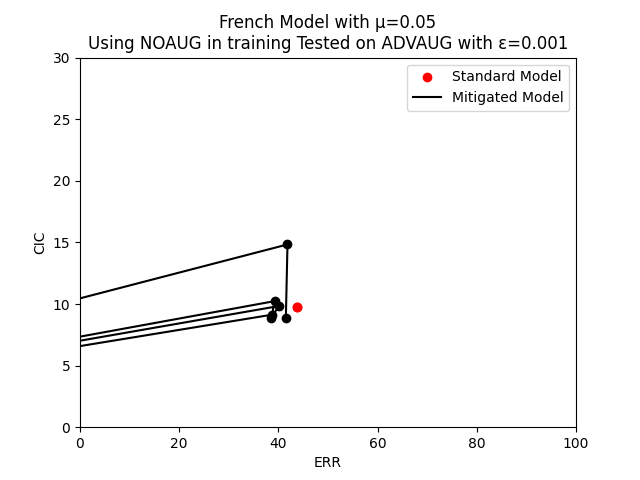 French Model with μ=0.05
Using NOAUG in training Tested on ADVAUG with ε=0.001
30
25
20
15
10
5
0
CIC
0 20 40 60 80 100
ERR
Standard Model
Mitigated Model